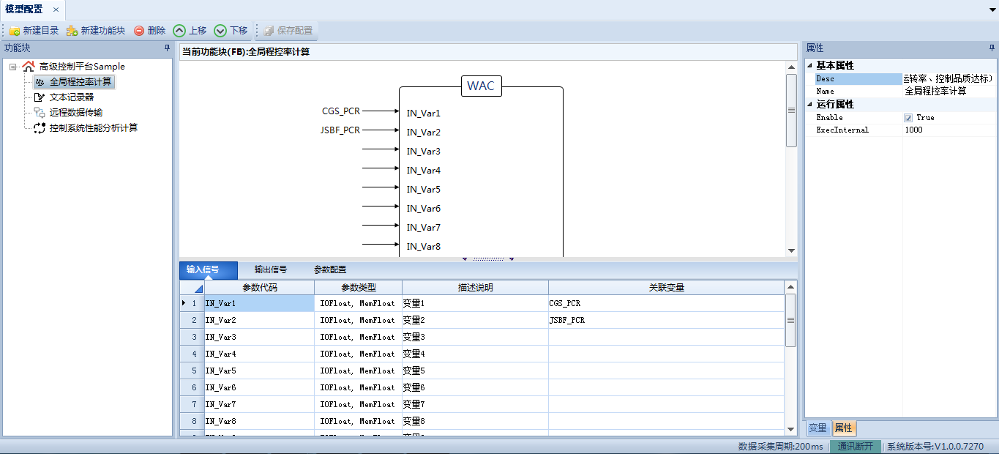 模型配置 ×
新建目录 新建功能块 删除 上移 下移 保存配置
功能块
高级控制平台Sample
全局程控率计算
文本记录器
远程数据传输
控制系统性能分析计算
当前功能块(FB):全局程控率计算
WAC
CGS_PCR IN_Var1
JSBF_PCR IN_Var2
IN_Var3
IN_Var4
IN_Var5
IN_Var6
IN_Var7
IN_Var8
输入信号 输出信号 参数配置
参数代码 参数类型 描述说明 关联变量
1 IN_Var1 IOFloat, MemFloat 变量1 CGS_PCR
2 IN_Var2 IOFloat, MemFloat 变量2 JSBF_PCR
3 IN_Var3 IOFloat, MemFloat 变量3
4 IN_Var4 IOFloat, MemFloat 变量4
5 IN_Var5 IOFloat, MemFloat 变量5
6 IN_Var6 IOFloat, MemFloat 变量6
7 IN_Var7 IOFloat, MemFloat 变量7
8 IN_Var8 IOFloat, MemFloat 变量8
属性
基本属性
Desc 转率、控制品质达标）
Name 全局程控率计算
运行属性
Enable True
ExecInternal 1000
变量 属性
数据采集周期:200ms 通讯断开 系统版本号:V1.0.0.7270